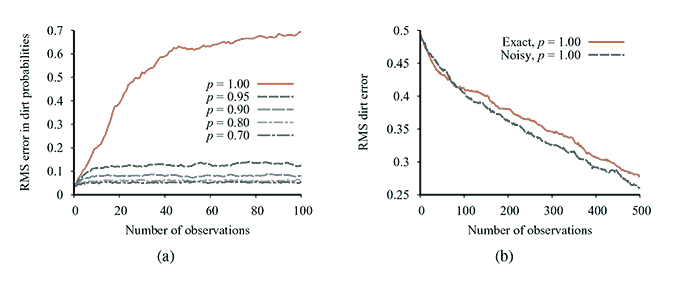 RMS error in dirt probabilities
0.7
0.6
0.5
0.4
0.3
0.2
0.1
0
p = 1.00
p = 0.95
p = 0.90
p = 0.80
p = 0.70
0 20 40 60 80 100
Number of observations
(a)
RMS dirt error
0.5
0.45
0.4
0.35
0.3
0.25
Exact, p = 1.00
Noisy, p = 1.00
0 100 200 300 400 500
Number of observations
(b)